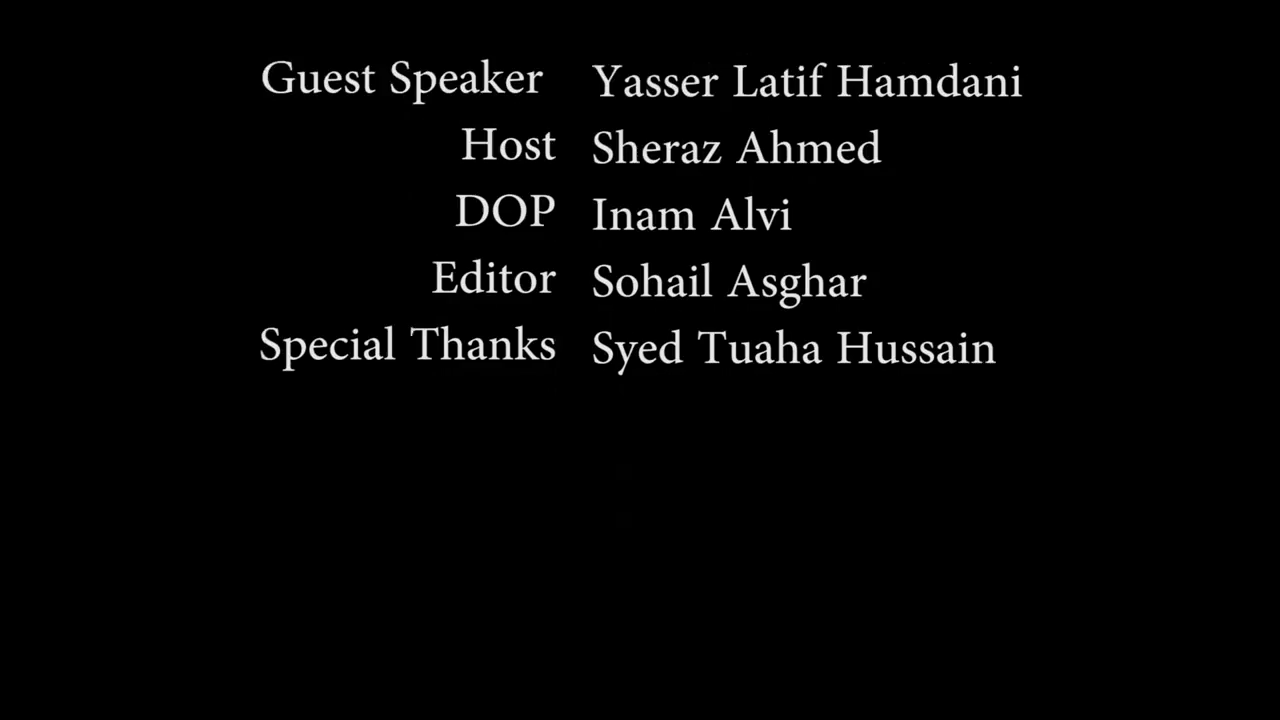 Guest Speaker Yasser Latif Hamdani
Host Sheraz Ahmed
DOP Inam Alvi
Editor Sohail Asghar
Special Thanks Syed Tuaha Hussain